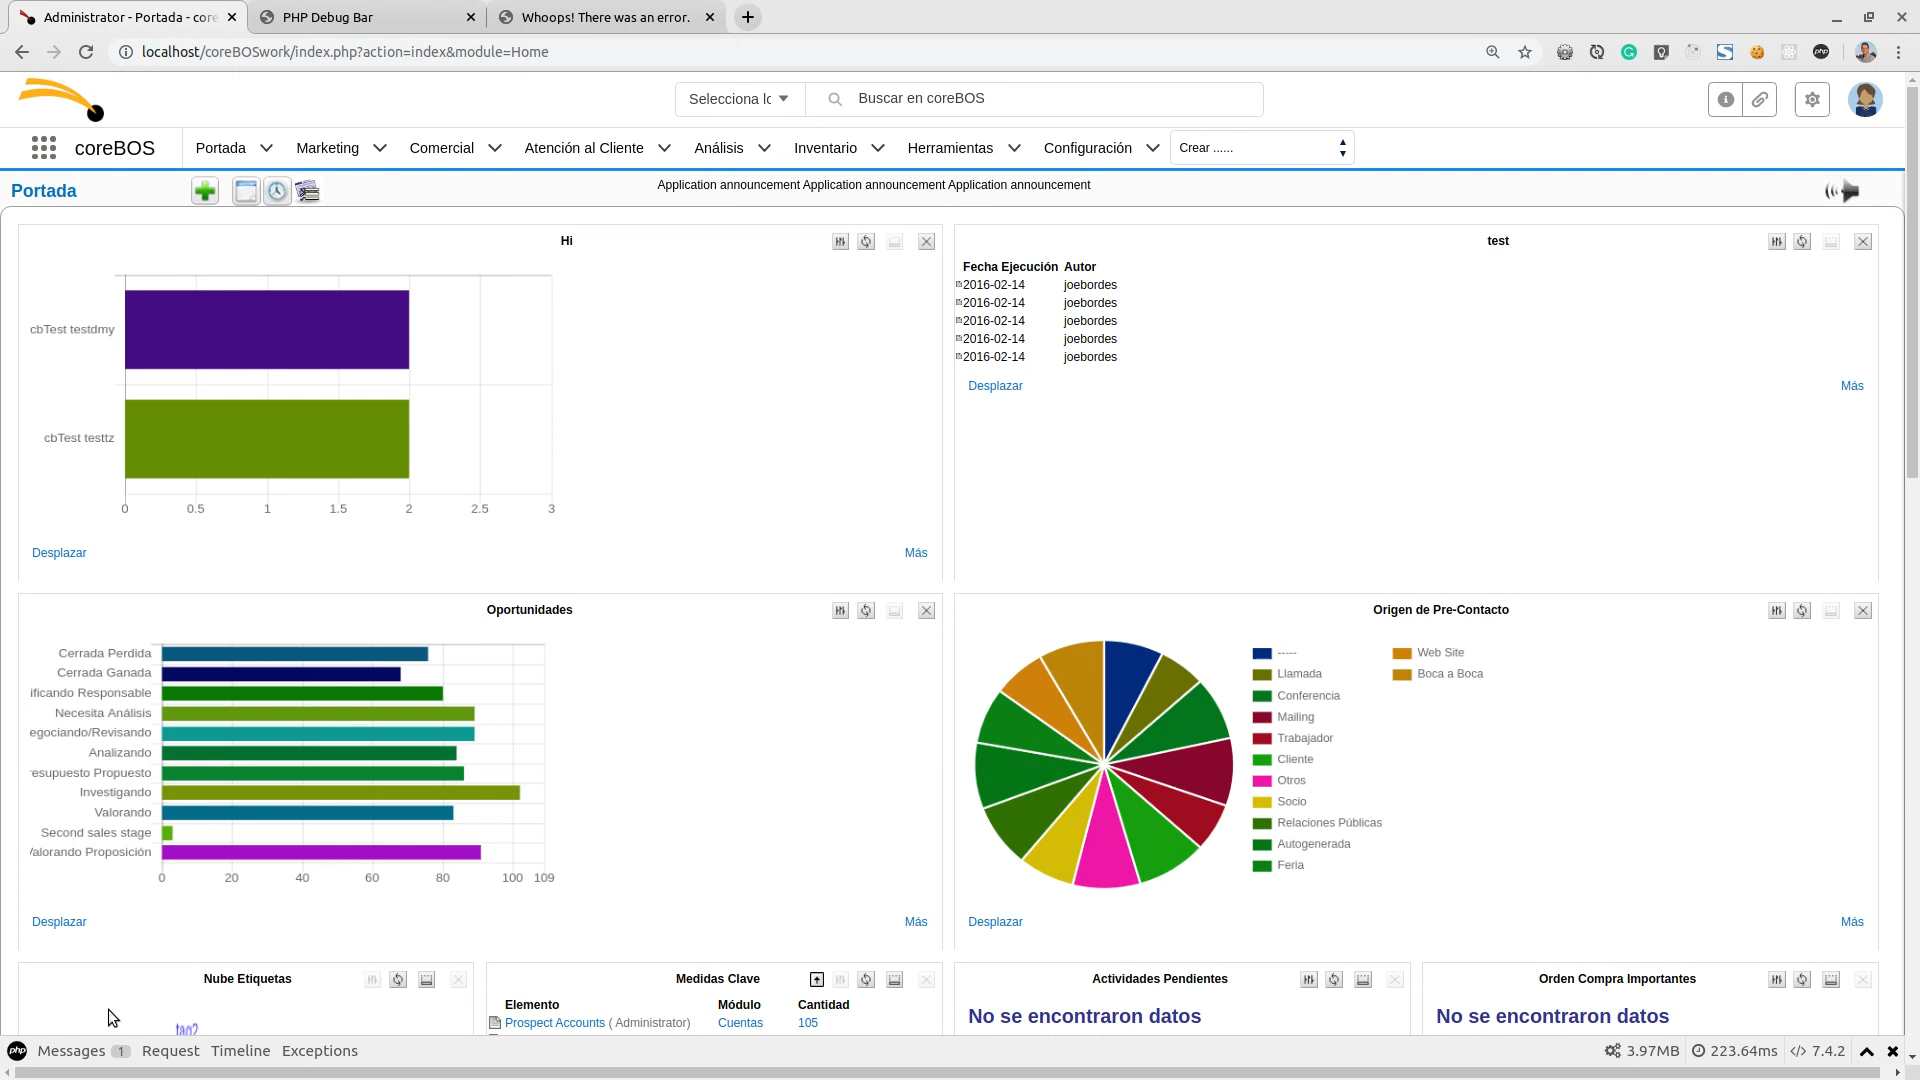 Administrator - Portada - core
PHP Debug Bar
Whoops! There was an error.
localhost/coreBOSwork/index.php?action=index&module=Home
Selecciona lo
Buscar en coreBOS
coreBOS
Portada
Marketing
Comercial
Atención al Cliente
Análisis
Inventario
Herramientas
Configuración
Crear ......
Portada
Application announcement Application announcement Application announcement
Hi
cbTest testdmy
cbTest testtz
0 0.5 1 1.5 2 2.5 3
Desplazar
Más
test
Fecha Ejecución Autor
2016-02-14 joebordes
2016-02-14 joebordes
2016-02-14 joebordes
2016-02-14 joebordes
2016-02-14 joebordes
Desplazar
Más
Oportunidades
Cerrada Perdida
Cerrada Ganada
ificando Responsable
Necesita Análisis
egociando/Revisando
Analizando
esupuesto Propuesto
Investigando
Valorando
Second sales stage
alorando Proposición
0 20 40 60 80 100 109
Desplazar
Más
Origen de Pre-Contacto
-----
Llamada
Conferencia
Mailing
Trabajador
Cliente
Otros
Socio
Relaciones Públicas
Autogenerada
Feria
Web Site
Boca a Boca
Desplazar
Más
Nube Etiquetas
tag2
Medidas Clave
Elemento Módulo Cantidad
Prospect Accounts ( Administrator) Cuentas 105
Actividades Pendientes
No se encontraron datos
Orden Compra Importantes
No se encontraron datos
php
Messages 1
Request
Timeline
Exceptions
3.97MB
223.64ms
7.4.2